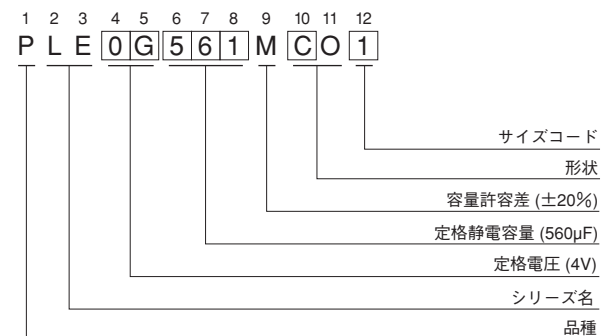 1 2 3 4 5 6 7 8 9 10 11 12
P L E 0 G 5 6 1 M C O 1
サイズコード
形状
容量許容差 (±20%)
定格静電容量 (560µF)
定格電圧 (4V)
シリーズ名
品種